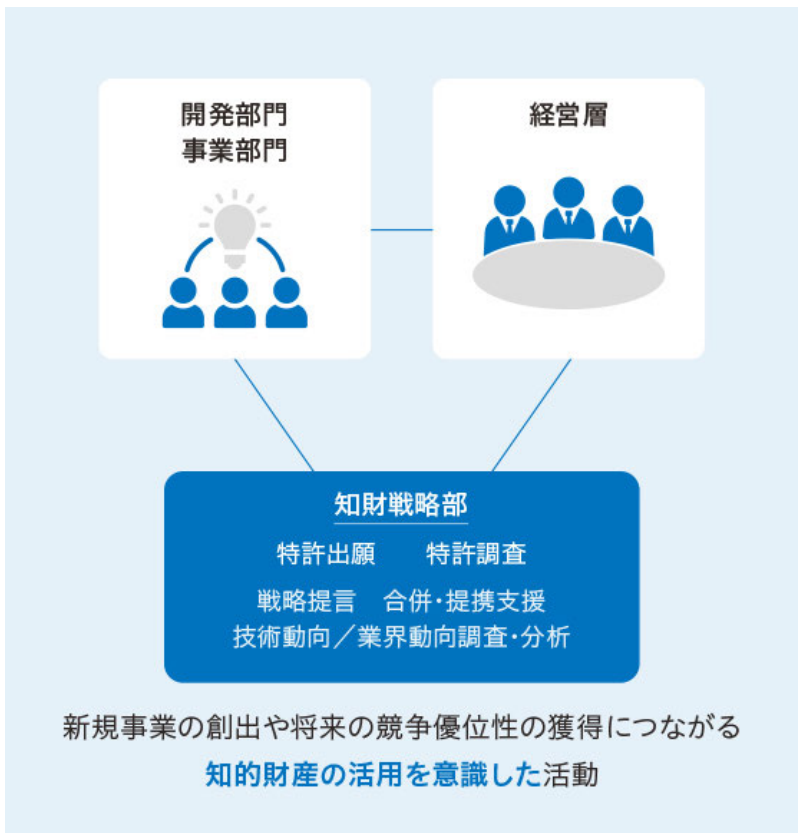 開発部門
事業部門
経営層
知財戦略部
特許出願 特許調査
戦略提言 合併・提携支援
技術動向／業界動向調査・分析
新規事業の創出や将来の競争優位性の獲得につながる
知的財産の活用を意識した活動